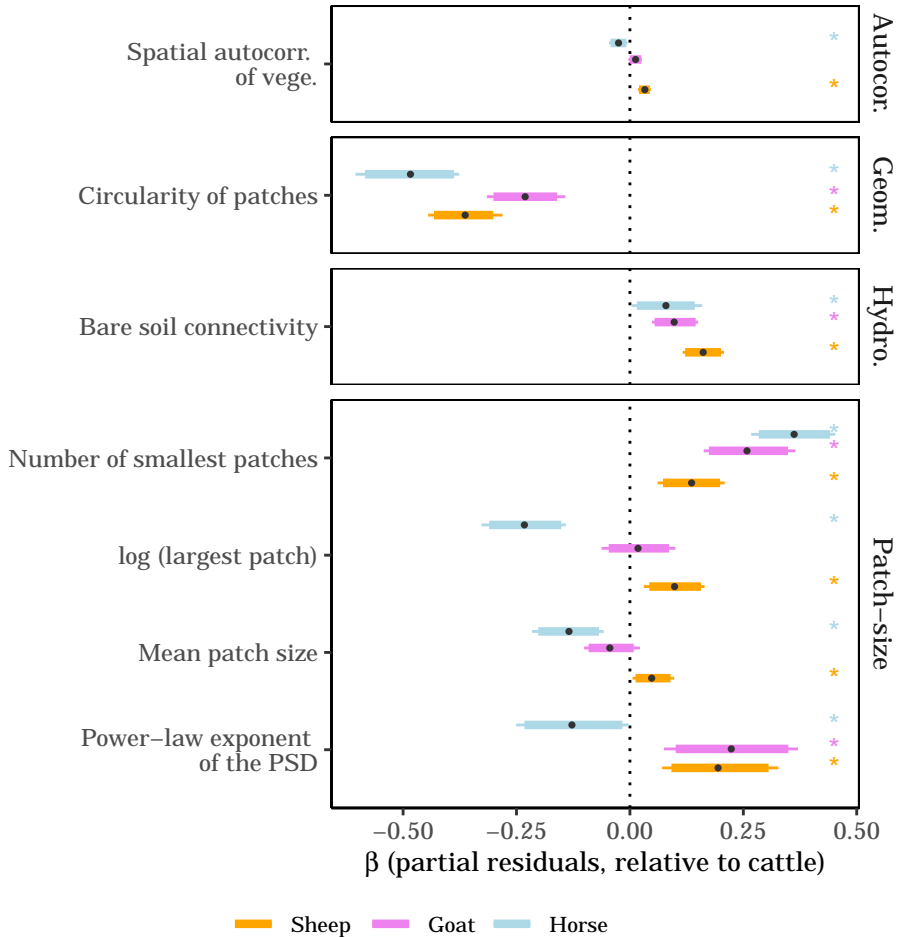 Spatial autocorr.
of vege.
*
*
Autocor.
Circularity of patches
*
*
*
Geom.
Bare soil connectivity
*
*
*
Hydro.
Number of smallest patches
*
*
*
log (largest patch)
*
*
Mean patch size
*
*
Power−law exponent
of the PSD
*
*
*
Patch−size
−0.50 −0.25 0.00 0.25 0.50
β (partial residuals, relative to cattle)
Sheep Goat Horse